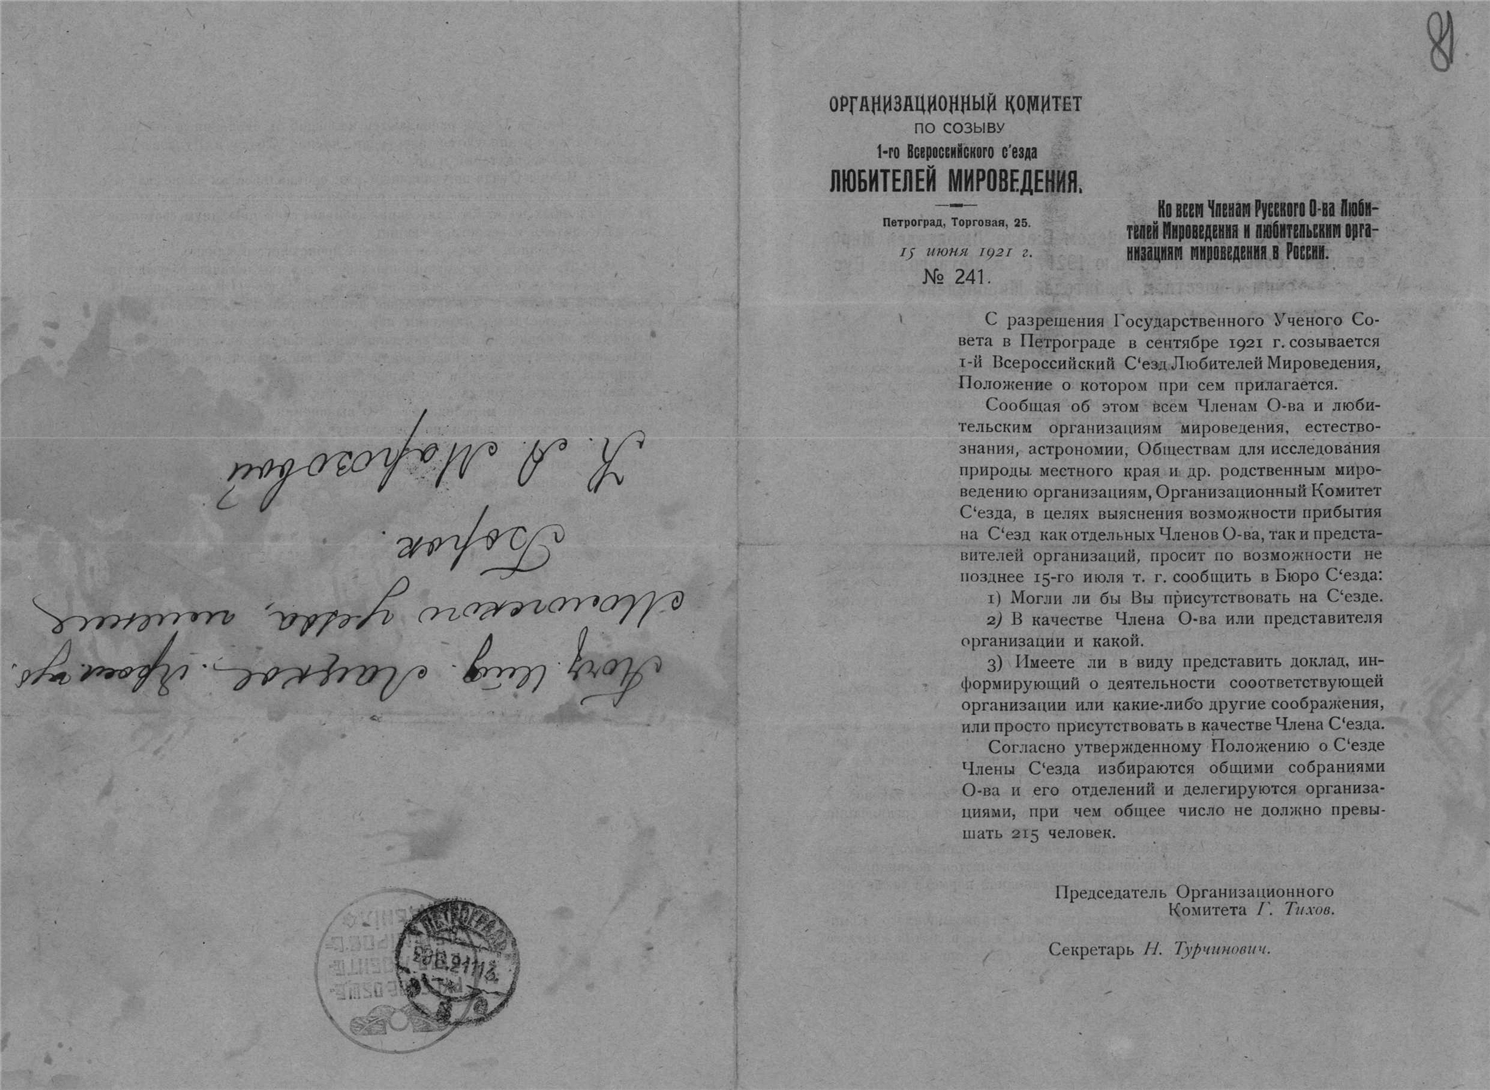 81
ОРГАНИЗАЦИОННЫЙ КОМИТЕТ
ПО СОЗЫВУ
1-го Всероссийского с'езда
ЛЮБИТЕЛЕЙ МИРОВЕДЕНИЯ.
Петроград, Торговая, 25.
15 июня 1921 г.
№ 241.
Ко всем Членам Русского О-ва Люби-
телей Мироведения и любительским орга-
низациям мироведения в России.
С разрешения Государственного Ученого Со-
вета в Петрограде в сентябре 1921 г. созывается
1-й Всероссийский С‘езд Любителей Мироведения,
Положение о котором при сем прилагается.
Сообщая об этом всем Членам О-ва и люби-
тельским организациям мироведения, естество-
знания, астрономии, Обществам для исследования
природы местного края и др. родственным миро-
ведению организациям, Организационный Комитет
С‘езда, в целях выяснения возможности прибытия
на С‘езд как отдельных Членов О-ва, так и предста-
вителей организаций, просит по возможности не
позднее 15-го июля т. г. сообщить в Бюро С‘езда:
1) Могли ли бы Вы присутствовать на С‘езде.
2) В качестве Члена О-ва или представителя
организации и какой.
3) Имеете ли в виду представить доклад, ин-
формирующий о деятельности сооответствующей
организации или какие-либо другие соображения,
или просто присутствовать в качестве Члена С‘езда.
Согласно утвержденному Положению о С‘езде
Члены С‘езда избираются общими собраниями
О-ва и его отделений и делегируются организа-
циями, при чем общее число не должно превы-
шать 215 человек.
Председатель Организационного
Комитета Г. Тихов.
Секретарь Н. Турчинович.
Мологского уезда, имение
Борок.
К. А. Морозовой
ПЕТРОГРАД